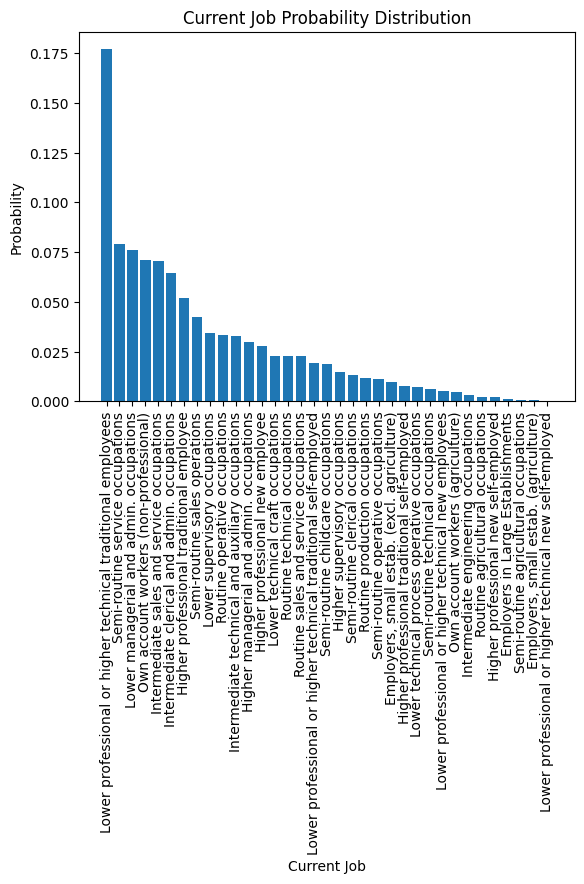 Current Job Probability Distribution
0.175
0.150
0.125
0.100
0.075
0.050
0.025
0.000
Probability
Lower professional or higher technical traditional employees
Semi-routine service occupations
Lower managerial and admin. occupations
Own account workers (non-professional)
Intermediate sales and service occupations
Intermediate clerical and admin. occupations
Higher professional traditional employee
Semi-routine sales operations
Lower supervisory occupations
Routine operative occupations
Intermediate technical and auxiliary occupations
Higher managerial and admin. occupations
Higher professional new employee
Lower technical craft occupations
Routine technical occupations
Routine sales and service occupations
Lower professional or higher technical traditional self-employed
Semi-routine childcare occupations
Higher supervisory occupations
Semi-routine clerical occupations
Routine production occupations
Semi-routine operative occupations
Employers, small estab. (excl. agriculture)
Higher professional traditional self-employed
Lower technical process operative occupations
Semi-routine technical occupations
Lower professional or higher technical new employees
Own account workers (agriculture)
Intermediate engineering occupations
Routine agricultural occupations
Higher professional new self-employed
Employers in Large Establishments
Semi-routine agricultural occupations
Employers, small estab. (agriculture)
Lower professional or higher technical new self-employed
Current Job